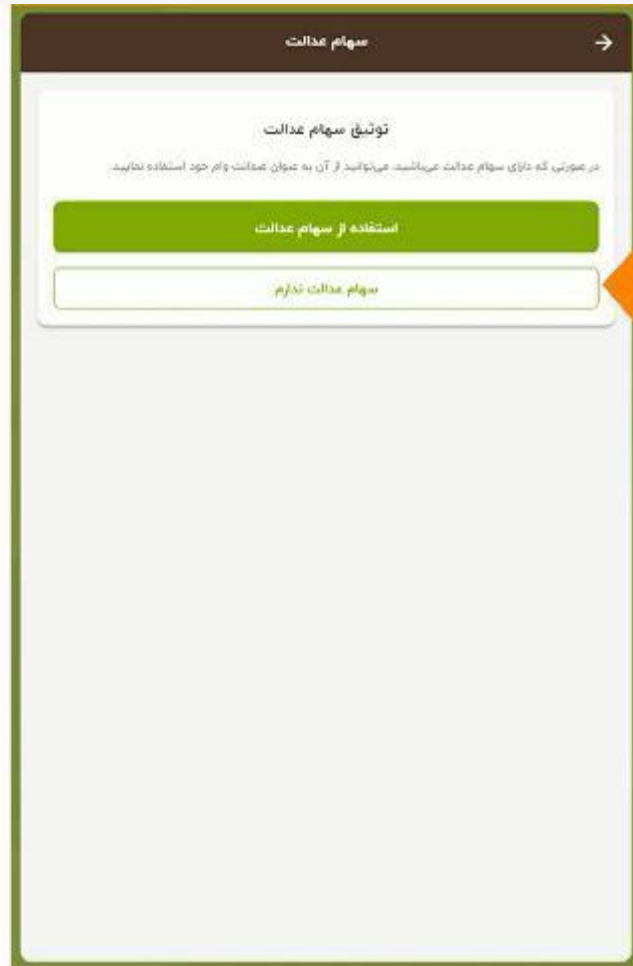 سهام عدالت
توثیق سهام عدالت
در صورتی که دارای سهام عدالت می‌باشید، می‌توانید از آن به عنوان ضمانت وام خود استفاده نمایید.
استفاده از سهام عدالت
سهام عدالت ندارم